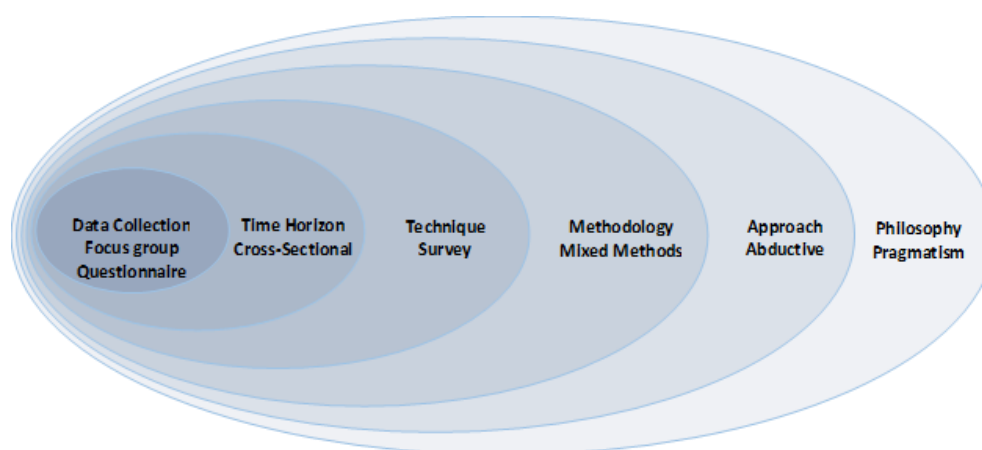 Data Collection
Focus group
Questionnaire
Time Horizon
Cross-Sectional
Technique
Survey
Methodology
Mixed Methods
Approach
Abductive
Philosophy
Pragmatism